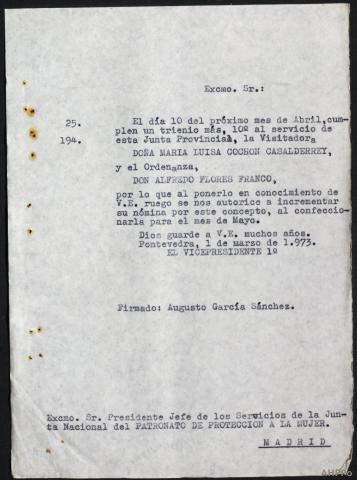 Excmo. Sr.:
25.
194.
El día 10 del próximo mes de Abril, cum-
plen un trienio más, 10º al servicio de
esta Junta Provincial, la Visitadora
DOÑA MARIA LUISA COCHON CASALDERREY,
y el Ordenanza,
DON ALFREDO FLORES FRANCO,
por lo que al ponerlo en conocimiento de
V.E. ruego se nos autorice a incrementar
su nómina por este concepto, al confeccio-
narla para el mes de Mayo.
Dios guarde a V.E. muchos años.
Pontevedra, 1 de marzo de 1.973.
EL VICEPRESIDENTE 1º
Firmado: Augusto García Sánchez.
Excmo. Sr. Presidente Jefe de los Servicios de la Jun-
ta Nacional del PATRONATO DE PROTECCION A LA MUJER.
M A D R I D
AHPPo